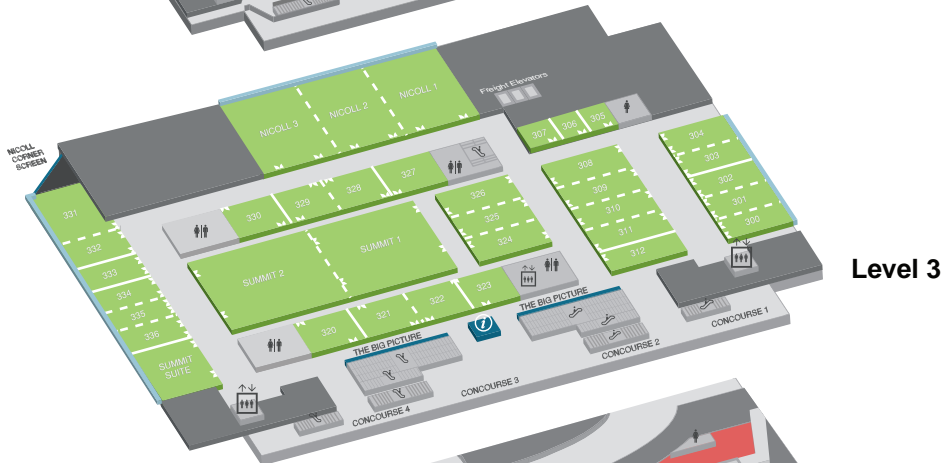 Freight Elevators
NICOLL 1
NICOLL 2
NICOLL 3
NICOLL
CORNER
SCREEN
307
306
305
304
303
302
301
300
308
309
310
311
312
326
325
324
327
328
329
330
331
332
333
334
335
336
SUMMIT
SUITE
SUMMIT 1
SUMMIT 2
323
322
321
320
THE BIG PICTURE
THE BIG PICTURE
i
CONCOURSE 1
CONCOURSE 2
CONCOURSE 3
CONCOURSE 4
Level 3